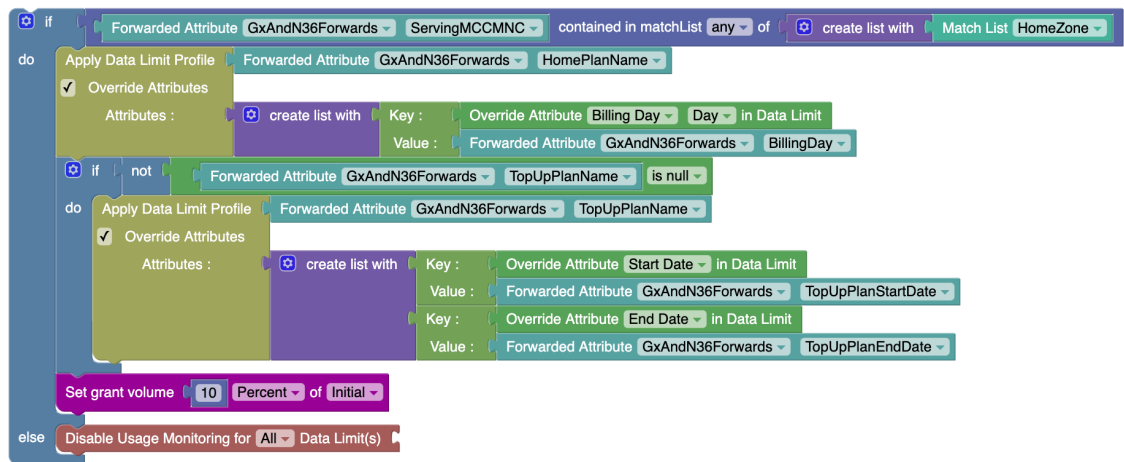 if Forwarded Attribute GxAndN36Forwards ServingMCCMNC contained in matchList any of create list with Match List HomeZone
do Apply Data Limit Profile Forwarded Attribute GxAndN36Forwards HomePlanName
✓ Override Attributes
Attributes : create list with Key : Override Attribute Billing Day Day in Data Limit
Value : Forwarded Attribute GxAndN36Forwards BillingDay
if not Forwarded Attribute GxAndN36Forwards TopUpPlanName is null
do Apply Data Limit Profile Forwarded Attribute GxAndN36Forwards TopUpPlanName
✓ Override Attributes
Attributes : create list with Key : Override Attribute Start Date in Data Limit
Value : Forwarded Attribute GxAndN36Forwards TopUpPlanStartDate
Key : Override Attribute End Date in Data Limit
Value : Forwarded Attribute GxAndN36Forwards TopUpPlanEndDate
Set grant volume 10 Percent of Initial
else Disable Usage Monitoring for All Data Limit(s)